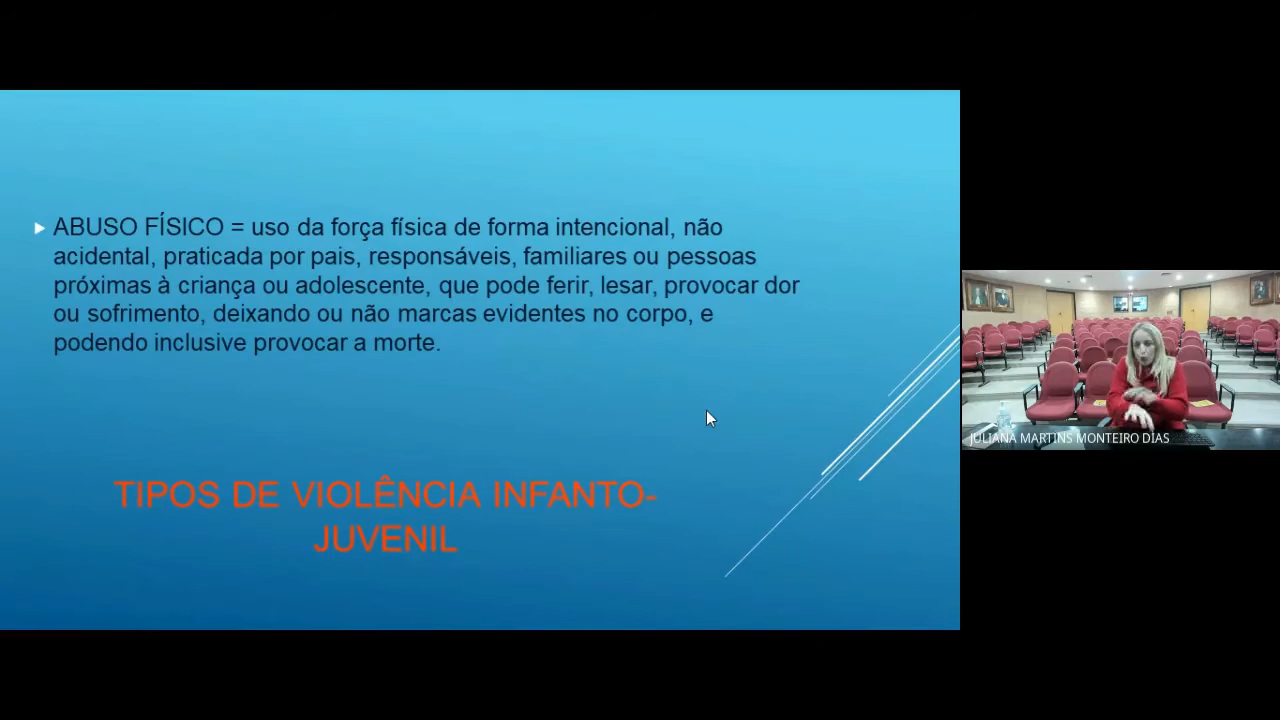 ABUSO FÍSICO = uso da força física de forma intencional, não
acidental, praticada por pais, responsáveis, familiares ou pessoas
próximas à criança ou adolescente, que pode ferir, lesar, provocar dor
ou sofrimento, deixando ou não marcas evidentes no corpo, e
podendo inclusive provocar a morte.
TIPOS DE VIOLÊNCIA INFANTO-
JUVENIL
JULIANA MARTINS MONTEIRO DIAS